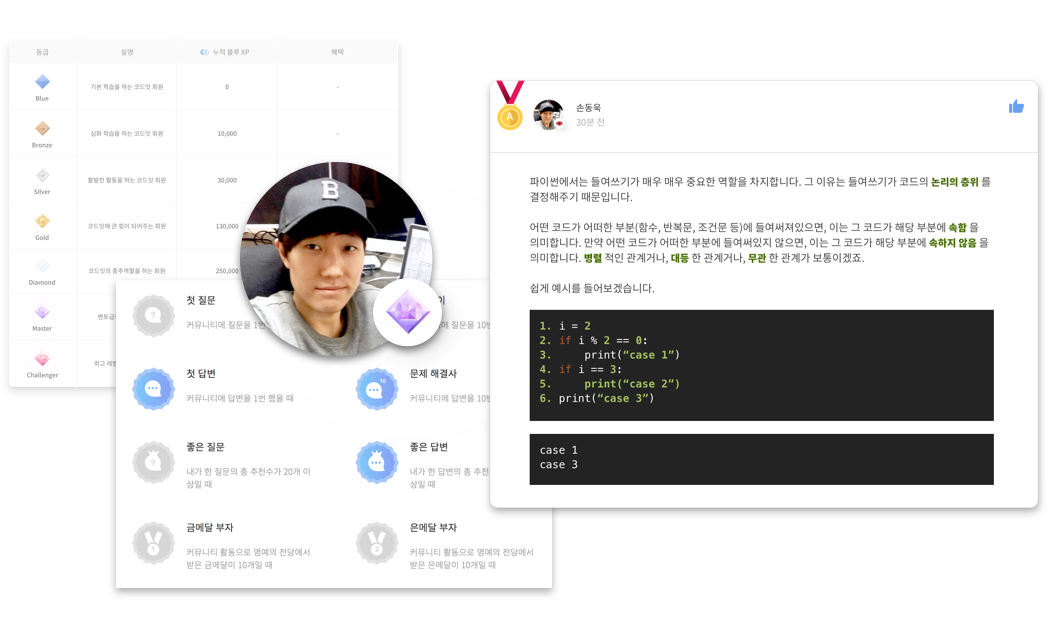 등급 설명 누적 블루 XP 혜택
Blue 기본 학습을 하는 코드잇 회원 0 -
Bronze 심화 학습을 하는 코드잇 회원 10,000 -
Silver 활발한 활동을 하는 코드잇 회원 30,000
Gold 코드잇에 큰 힘이 되어주는 회원 130,000
Diamond 코드잇의 중추역할을 하는 회원 250,000
Master 멘토급
Challenger 최고 레벨
B
첫 질문
커뮤니티에 질문을 1번
이
에 질문을 10번
첫 답변
커뮤니티에 답변을 1번 했을 때
10
문제 해결사
커뮤니티에 답변을 10번
좋은 질문
내가 한 질문의 총 추천수가 20개 이
상일 때
좋은 답변
내가 한 답변의 총 추천
상일 때
1
금메달 부자
커뮤니티 활동으로 명예의 전당에서
받은 금메달이 10개일 때
2
은메달 부자
커뮤니티 활동으로 명예의 전당에서
받은 은메달이 10개일 때
A
손동욱
30분 전
파이썬에서는 들여쓰기가 매우 매우 중요한 역할을 차지합니다. 그 이유는 들여쓰기가 코드의 논리의 층위 를
결정해주기 때문입니다.
어떤 코드가 어떠한 부분(함수, 반복문, 조건문 등)에 들여써져있으면, 이는 그 코드가 해당 부분에 속함 을
의미합니다. 만약 어떤 코드가 어떠한 부분에 들여써있지 않으면, 이는 그 코드가 해당 부분에 속하지 않음 을
의미합니다. 병렬 적인 관계거나, 대등 한 관계거나, 무관 한 관계가 보통이겠죠.
쉽게 예시를 들어보겠습니다.
1. i = 2
2. if i % 2 == 0:
3.     print(“case 1”)
4. if i == 3:
5.     print(“case 2”)
6. print(“case 3”)
case 1
case 3